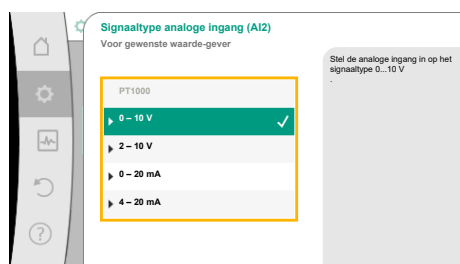 Signaaltype analoge ingang (AI2)
Voor gewenste waarde-gever
PT1000
0 – 10 V
2 – 10 V
0 – 20 mA
4 – 20 mA
Stel de analoge ingang in op het
signaaltype 0...10 V
.
?